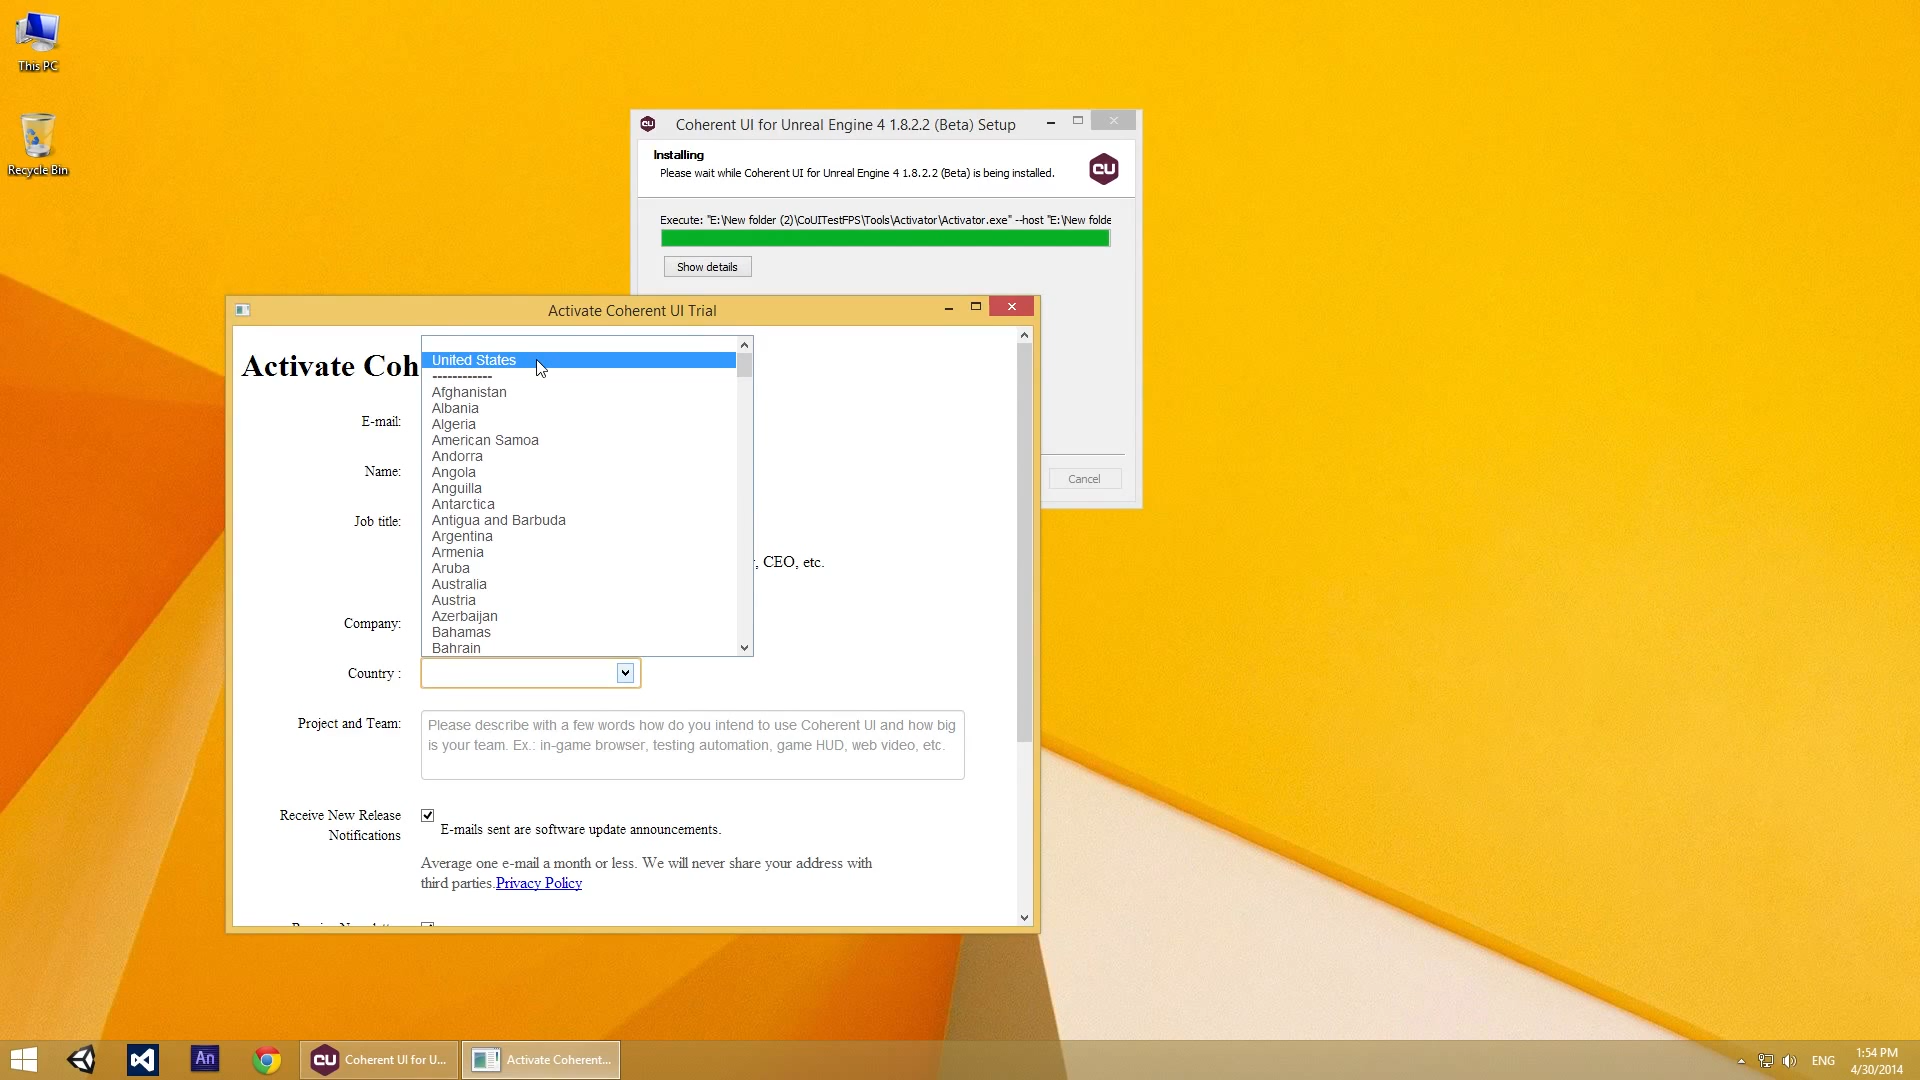 This PC
Recycle Bin
Coherent UI for Unreal Engine 4 1.8.2.2 (Beta) Setup
Installing
Please wait while Coherent UI for Unreal Engine 4 1.8.2.2 (Beta) is being installed.
Execute: "E:\New folder (2)\CoUITestFPS\Tools\Activator\Activator.exe" --host "E:\New folde
Show details
Cancel
Activate Coherent UI Trial
Activate Coh
United States
------------
Afghanistan
Albania
Algeria
American Samoa
Andorra
Angola
Anguilla
Antarctica
Antigua and Barbuda
Argentina
Armenia
Aruba
Australia
Austria
Azerbaijan
Bahamas
Bahrain
E-mail:
Name:
Job title:
, CEO, etc.
Company:
Country :
Project and Team:
Please describe with a few words how do you intend to use Coherent UI and how big
is your team. Ex.: in-game browser, testing automation, game HUD, web video, etc.
Receive New Release
Notifications
E-mails sent are software update announcements.
Average one e-mail a month or less. We will never share your address with
third parties.Privacy Policy
An
Coherent UI for U...
Activate Coherent...
ENG
1:54 PM
4/30/2014